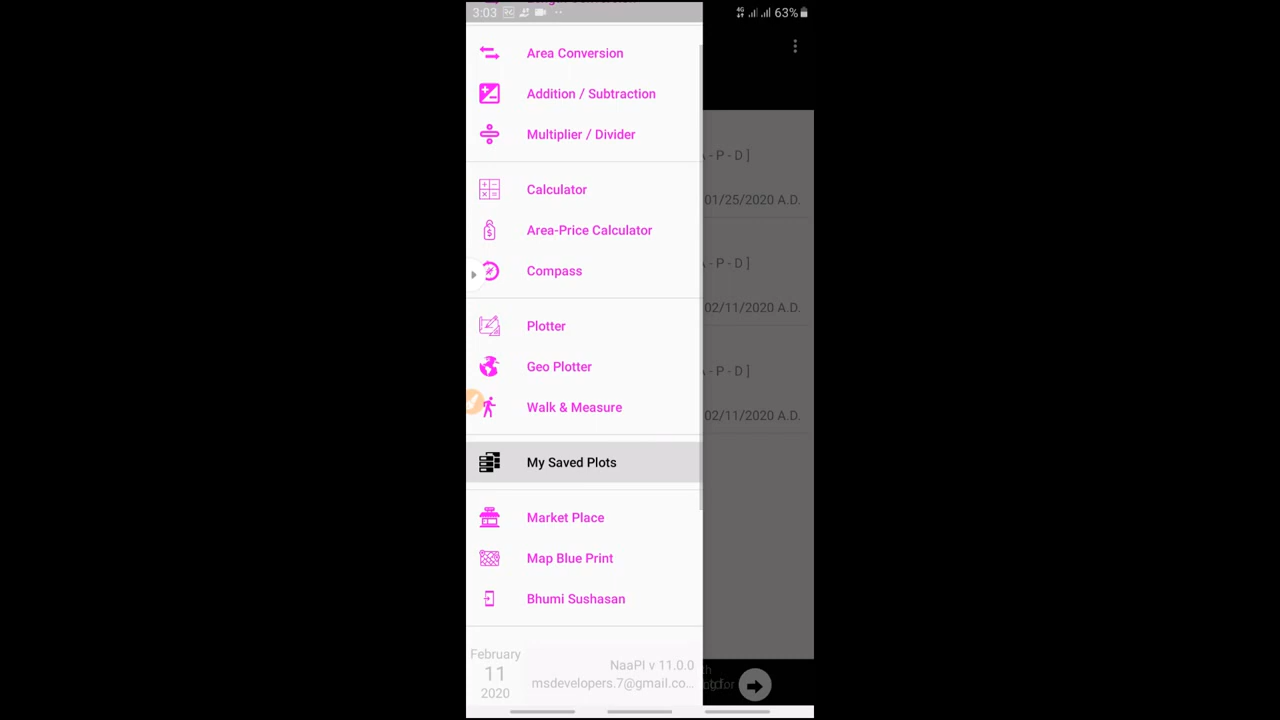 3:03
4G
63%
Area Conversion
Addition / Subtraction
Multiplier / Divider
- P - D ]
Calculator
01/25/2020 A.D.
Area-Price Calculator
- P - D ]
Compass
02/11/2020 A.D.
Plotter
Geo Plotter
- P - D ]
Walk & Measure
02/11/2020 A.D.
My Saved Plots
Market Place
Map Blue Print
Bhumi Sushasan
February
11
2020
NaaPI v 11.0.0
msdevelopers.7@gmail.co...